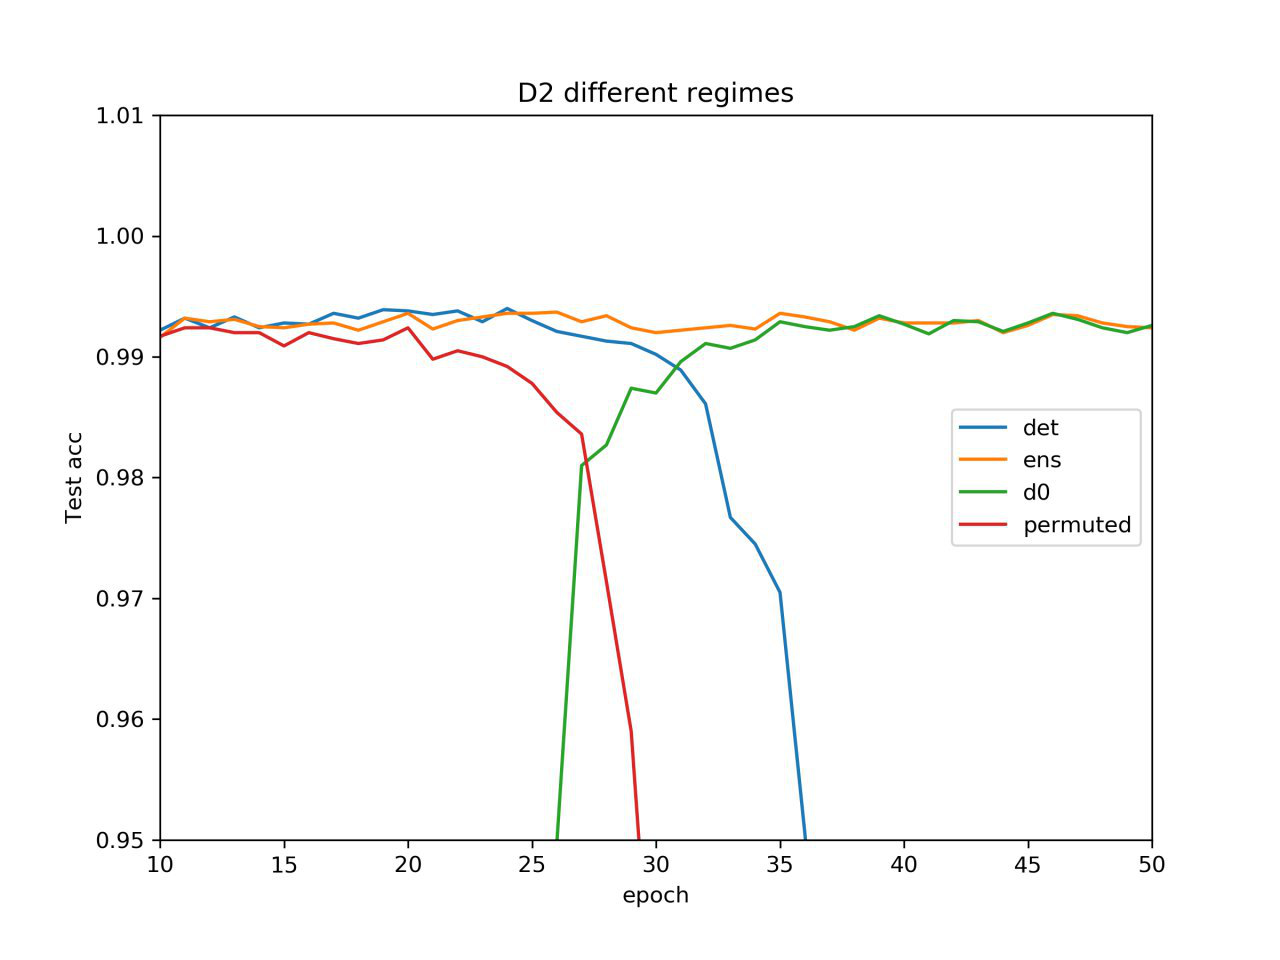 D2 different regimes
1.01
1.00
0.99
0.98
0.97
0.96
0.95
Test acc
det
ens
d0
permuted
10 15 20 25 30 35 40 45 50
epoch